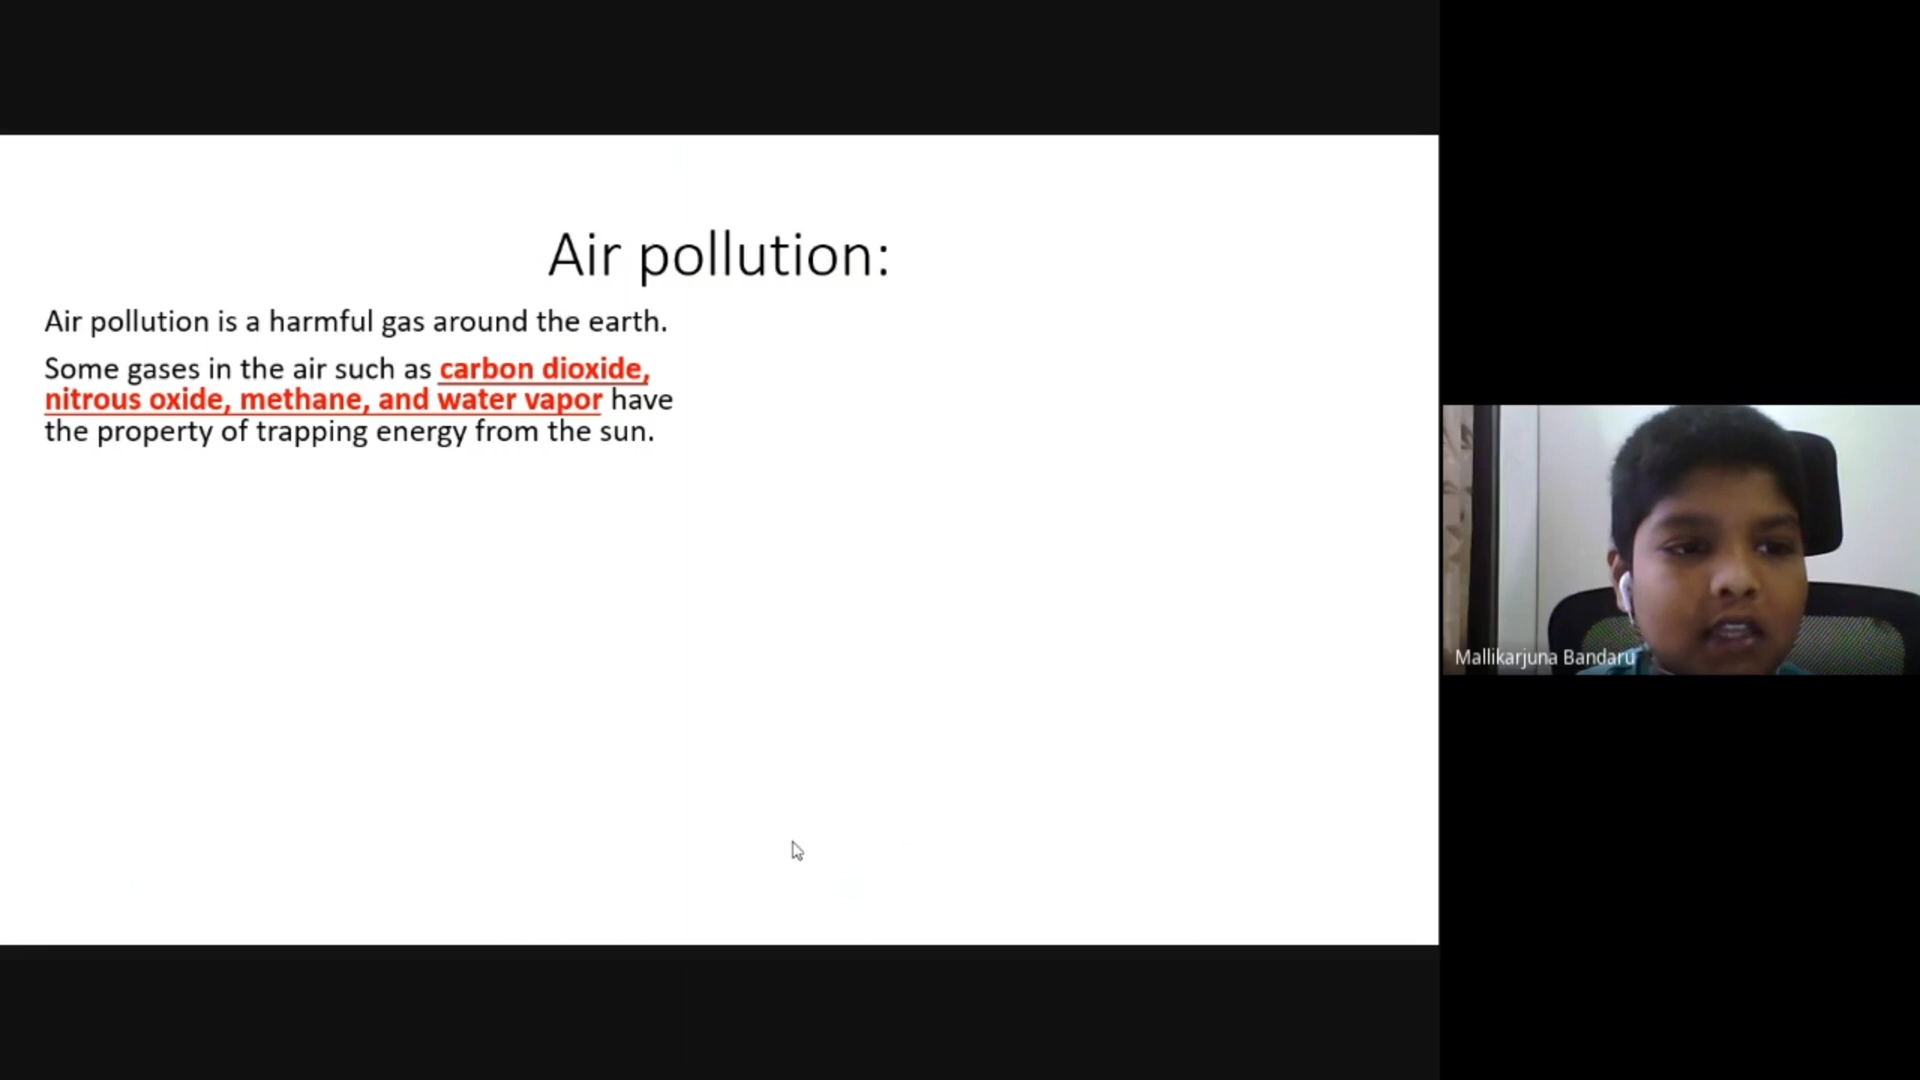 Air pollution:
Air pollution is a harmful gas around the earth.
Some gases in the air such as carbon dioxide,
nitrous oxide, methane, and water vapor have
the property of trapping energy from the sun.
Mallikarjuna Bandaru